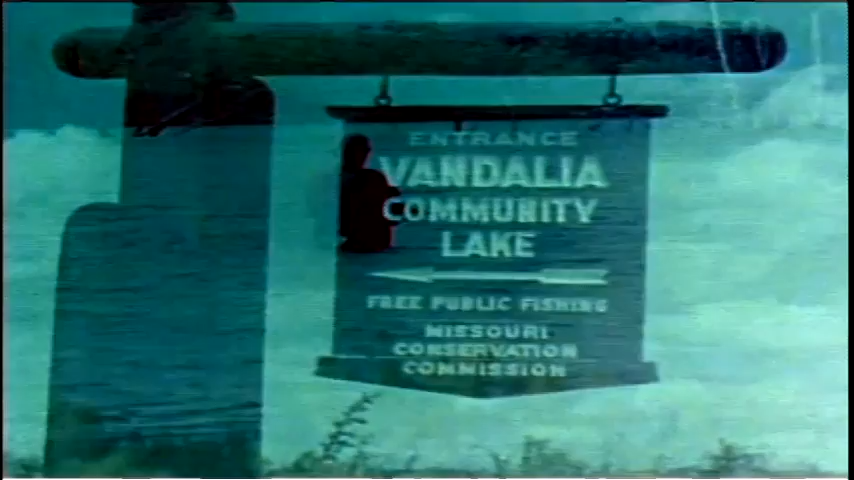 ENTRANCE
VANDALIA
COMMUNITY
LAKE
FREE PUBLIC FISHING
MISSOURI
CONSERVATION
COMMISSION